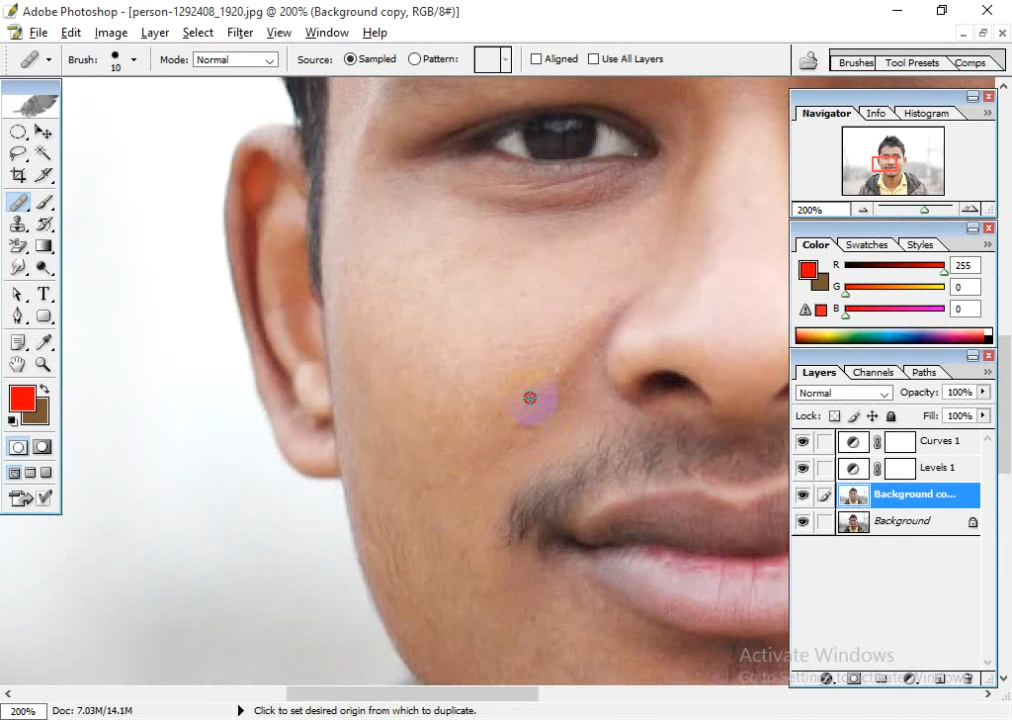 Adobe Photoshop - [person-1292408_1920.jpg @ 200% (Background copy, RGB/8#)]
File Edit Image Layer Select Filter View Window Help
Brush: 10 Mode: Normal Source: Sampled Pattern: Aligned Use All Layers Brushes Tool Presets Comps
Navigator Info Histogram
200%
Color Swatches Styles
R 255
G 0
B 0
Layers Channels Paths
Normal Opacity: 100%
Lock: Fill: 100%
Curves 1
Levels 1
Background co...
Background
T
Activate Windows
Go to Settings to activate Windows.
200% Doc: 7.03M/14.1M Click to set desired origin from which to duplicate.